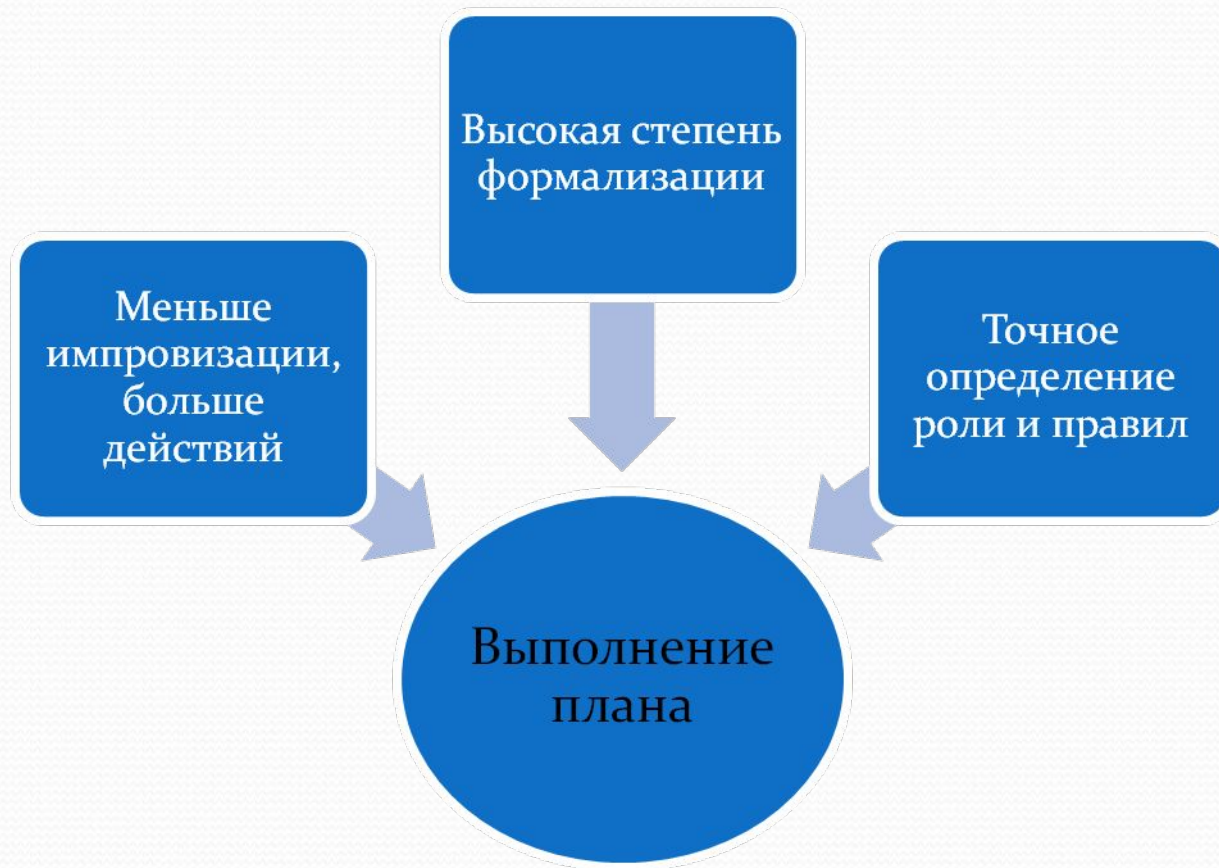 Высокая степень
формализации
Меньше
импровизации,
больше
действий
Точное
определение
роли и правил
Выполнение
плана